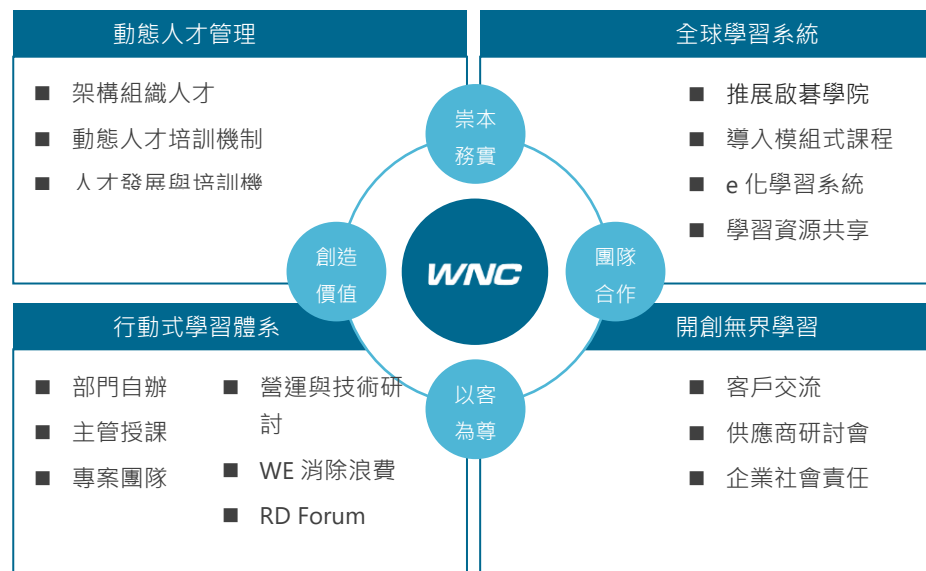 動態人才管理
架構組織人才
動態人才培訓機制
人才發展與培訓機
全球學習系統
推展啟碁學院
導入模組式課程
e 化學習系統
學習資源共享
崇本
務實
創造
價值
WNC
團隊
合作
以客
為尊
行動式學習體系
部門自辦
主管授課
專案團隊
營運與技術研
討
WE 消除浪費
RD Forum
開創無界學習
客戶交流
供應商研討會
企業社會責任